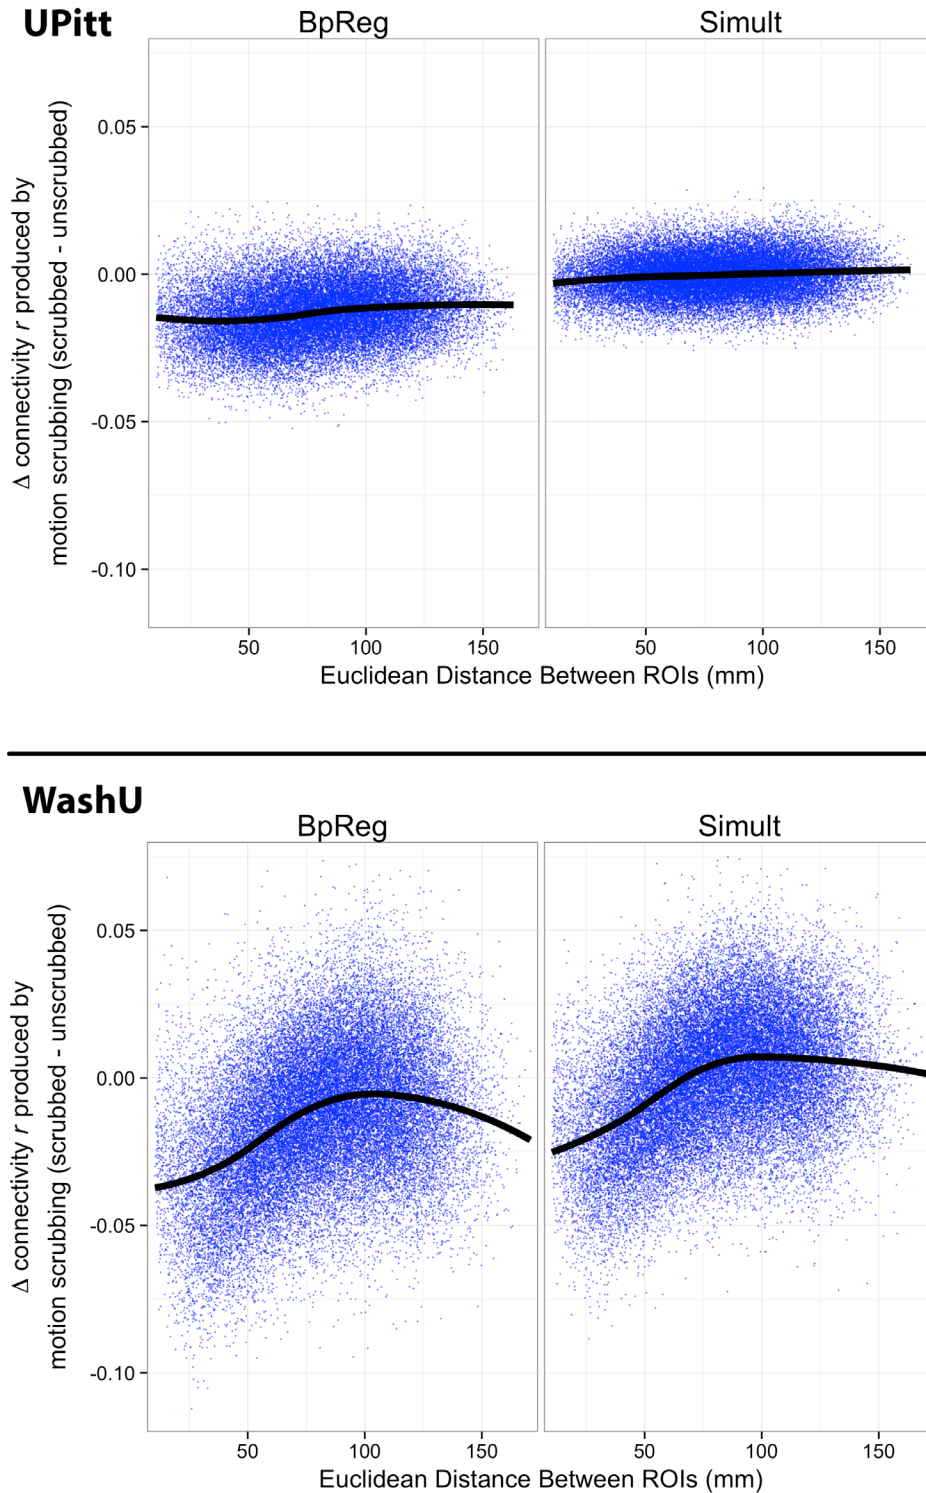 UPitt
BpReg
Simult
Δ connectivity r produced by
motion scrubbing (scrubbed - unscrubbed)
0.05
0.00
-0.05
-0.10
50 100 150
50 100 150
Euclidean Distance Between ROIs (mm)
WashU
BpReg
Simult
Δ connectivity r produced by
motion scrubbing (scrubbed - unscrubbed)
0.05
0.00
-0.05
-0.10
50 100 150
50 100 150
Euclidean Distance Between ROIs (mm)